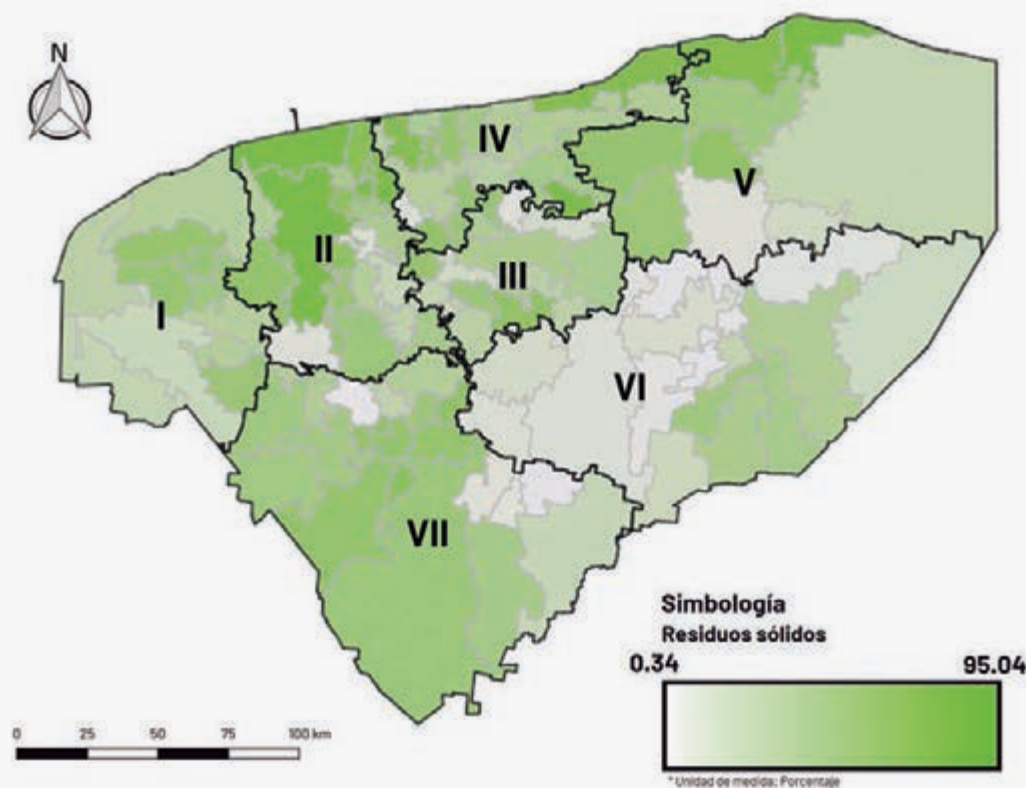 N
IV
V
II
III
I
VI
VII
Simbología
Residuos sólidos
0.34 95.04
0 25 50 75 100 km
* Unidad de medida: Porcentaje